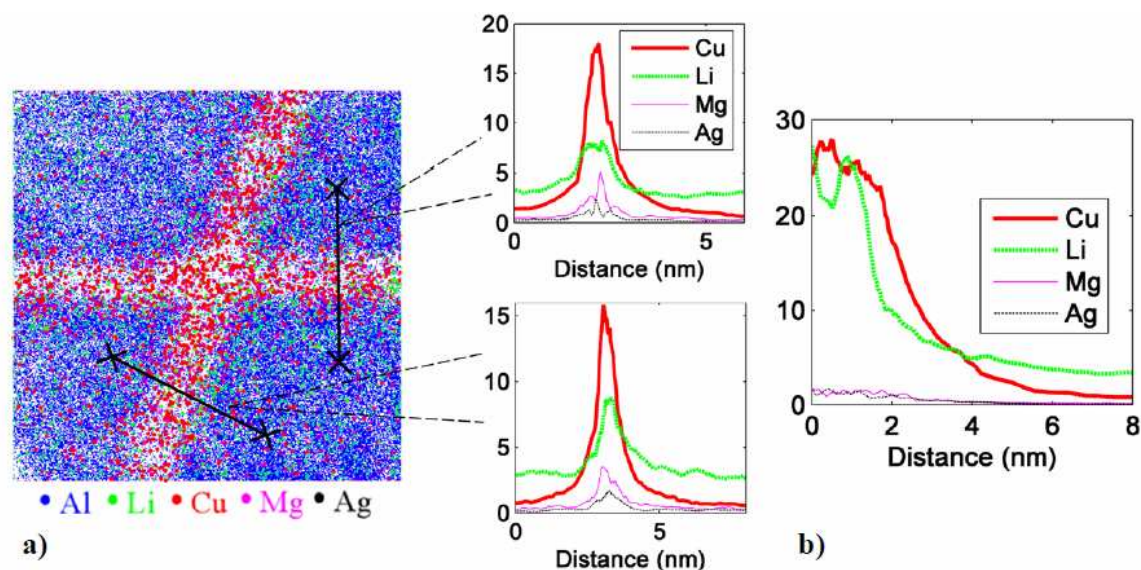 20
15
10
5
0
Cu
Li
Mg
Ag
0 5
Distance (nm)
15
10
5
0
0 5
Distance (nm)
30
20
10
0
Cu
Li
Mg
Ag
0 2 4 6 8
Distance (nm)
• Al • Li • Cu • Mg • Ag
a)
b)